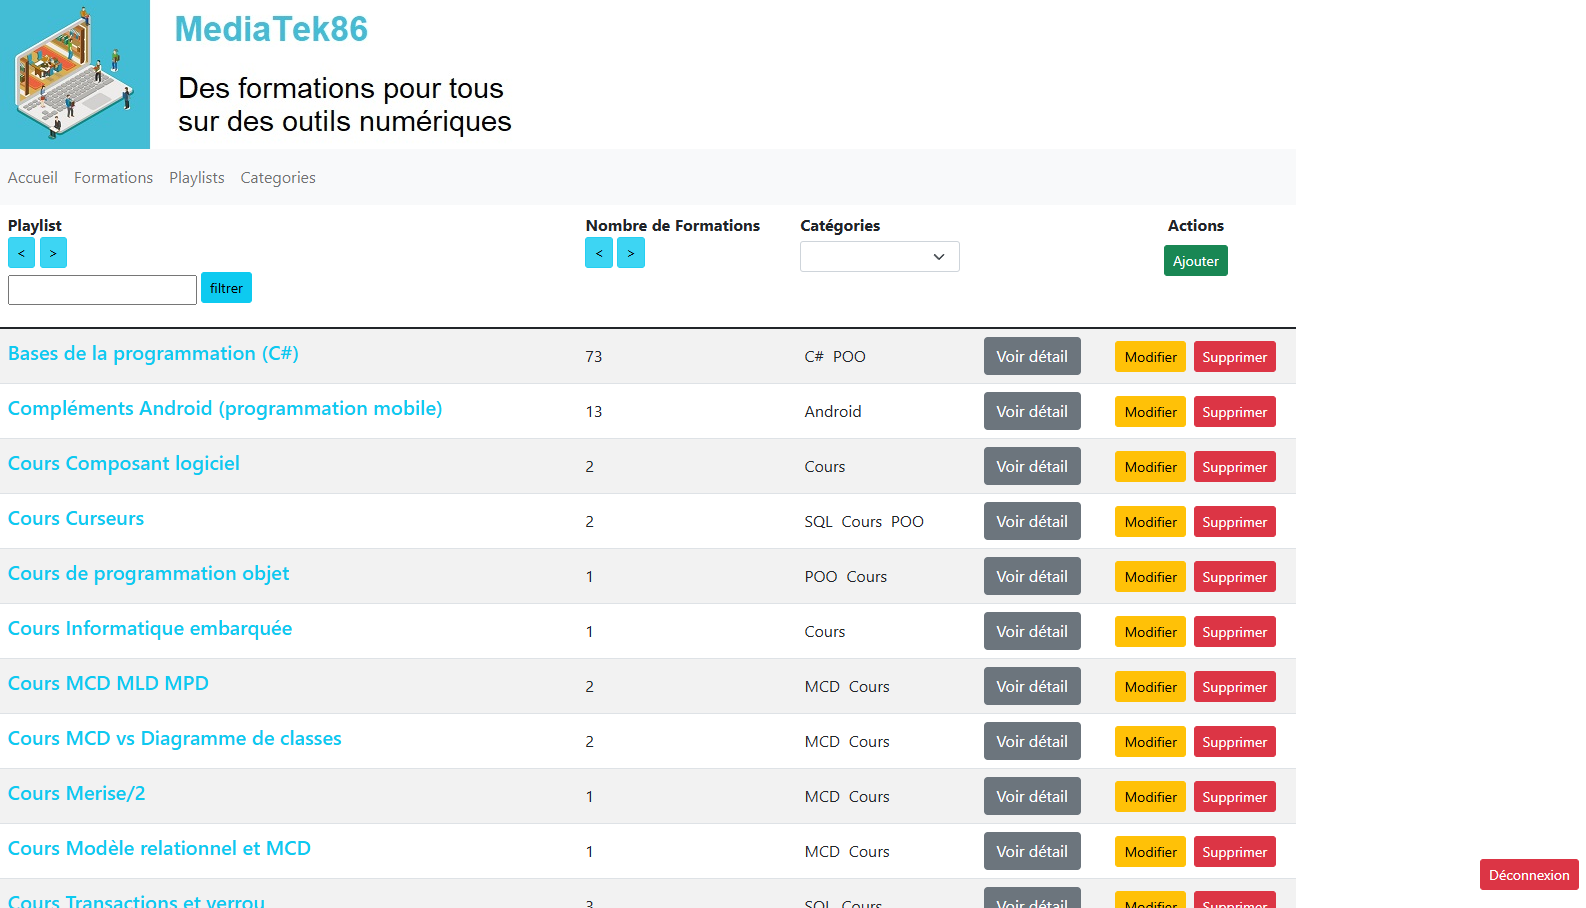 MediaTek86
Des formations pour tous
sur des outils numériques
Accueil Formations Playlists Categories
Playlist Nombre de Formations Catégories Actions
< > < > Ajouter
filtrer
Bases de la programmation (C#) 73 C# POO Voir détail Modifier Supprimer
Compléments Android (programmation mobile) 13 Android Voir détail Modifier Supprimer
Cours Composant logiciel 2 Cours Voir détail Modifier Supprimer
Cours Curseurs 2 SQL Cours POO Voir détail Modifier Supprimer
Cours de programmation objet 1 POO Cours Voir détail Modifier Supprimer
Cours Informatique embarquée 1 Cours Voir détail Modifier Supprimer
Cours MCD MLD MPD 2 MCD Cours Voir détail Modifier Supprimer
Cours MCD vs Diagramme de classes 2 MCD Cours Voir détail Modifier Supprimer
Cours Merise/2 1 MCD Cours Voir détail Modifier Supprimer
Cours Modèle relationnel et MCD 1 MCD Cours Voir détail Modifier Supprimer
Déconnexion
Cours Transactions et verrou 3 SQL Cours Voir détail Modifier Supprimer